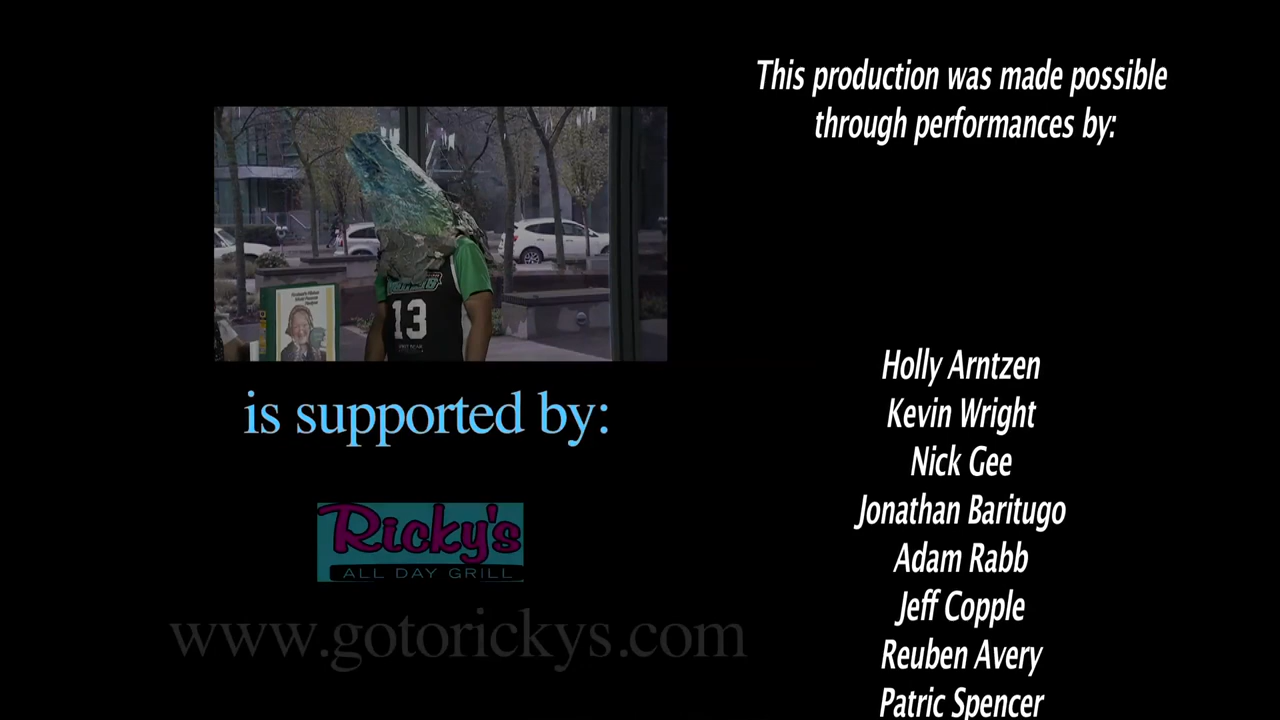 This production was made possible
through performances by:
13
is supported by:
Ricky's
ALL DAY GRILL
www.gotorickys.com
Holly Arntzen
Kevin Wright
Nick Gee
Jonathan Baritugo
Adam Rabb
Jeff Copple
Reuben Avery
Patric Spencer